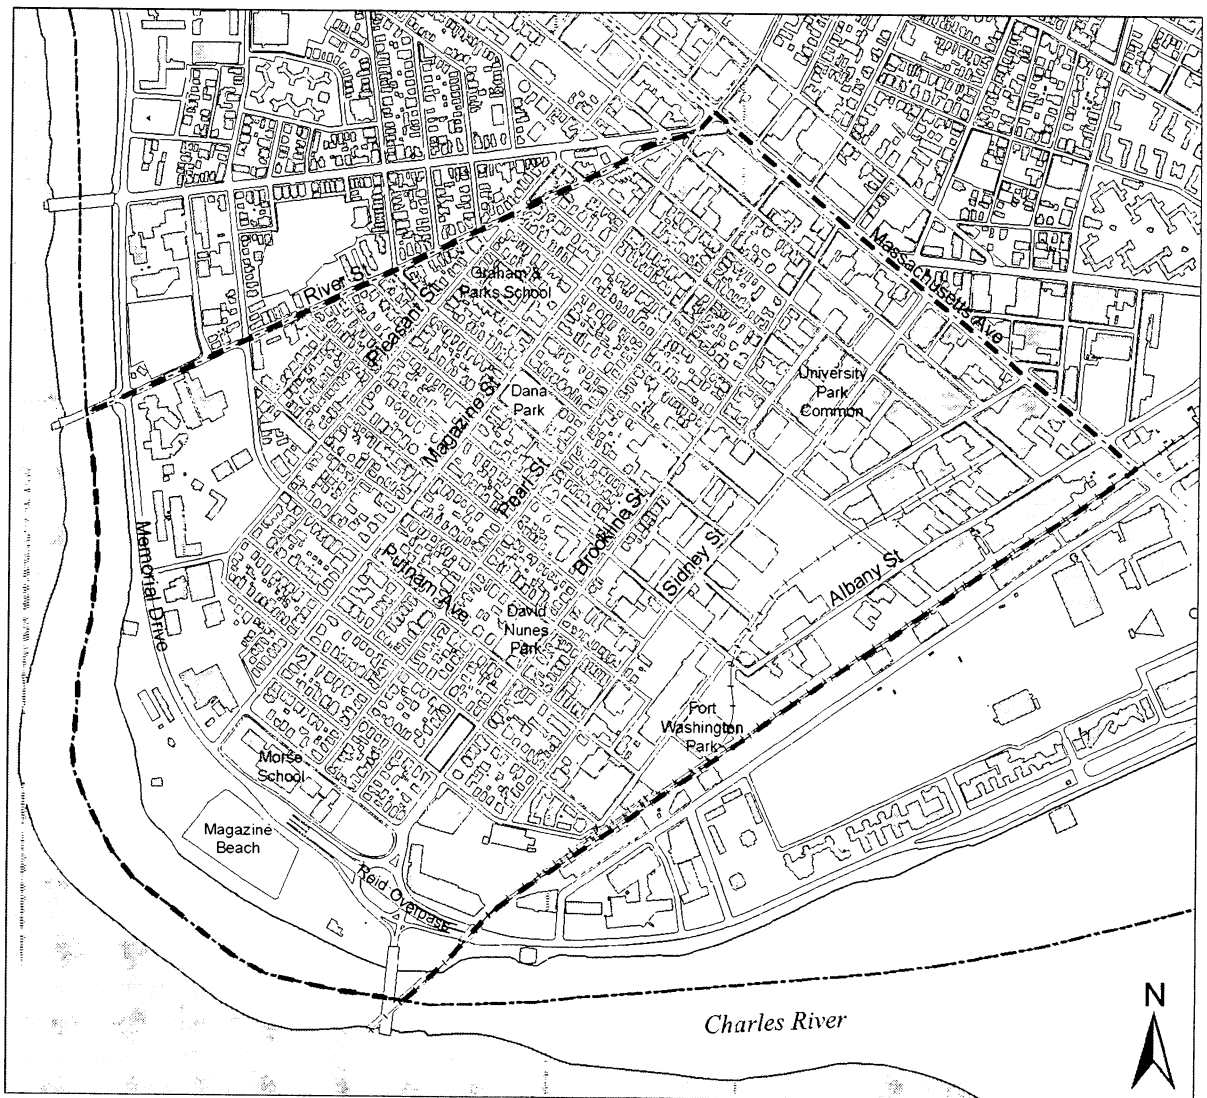 Massachusetts Ave
River St
Graham &
Parks School
Pleasant St
University
Park
Common
Dana
Park
Magazine St
Pearl St
Brookline St
Memorial Drive
Putnam Ave
Sidney St
Albany St
David
Nunes
Park
Fort
Washington
Park
Morse
School
Magazine
Beach
Reid Overpass
N
Charles River